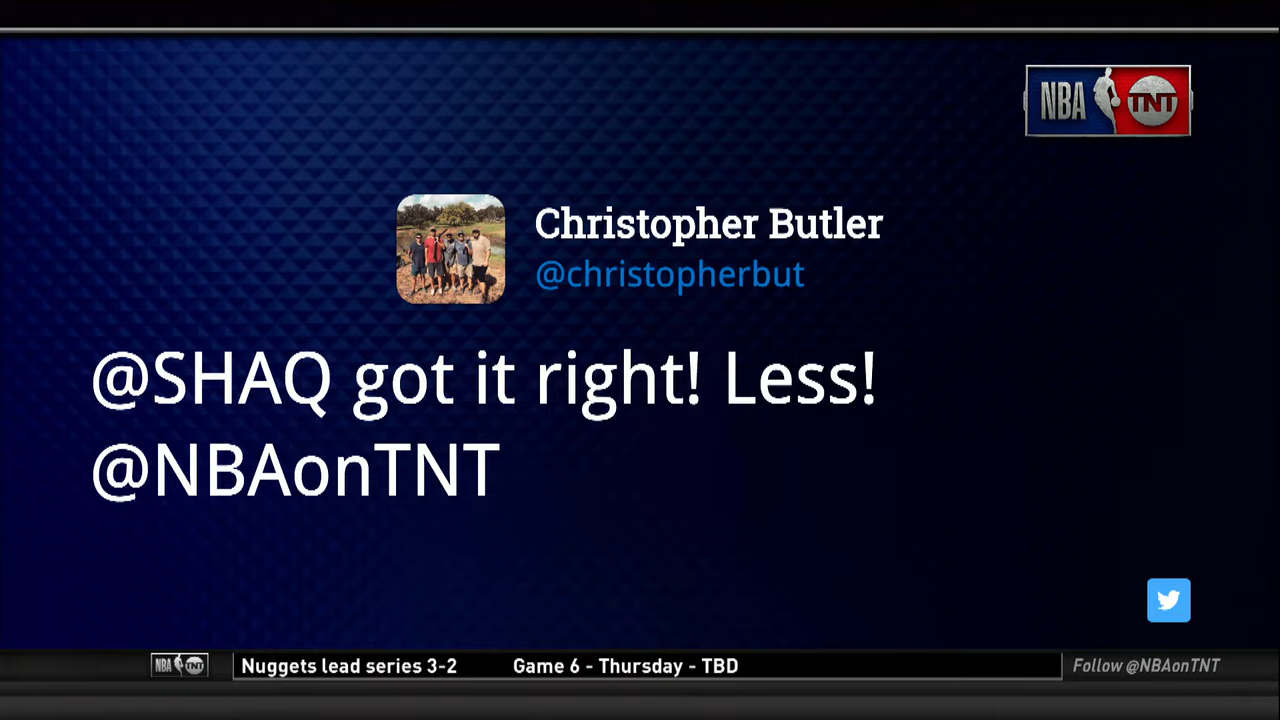 NBA TNT
Christopher Butler
@christopherbut
@SHAQ got it right! Less!
@NBAonTNT
NBA TNT Nuggets lead series 3-2 Game 6 - Thursday - TBD Follow @NBAonTNT